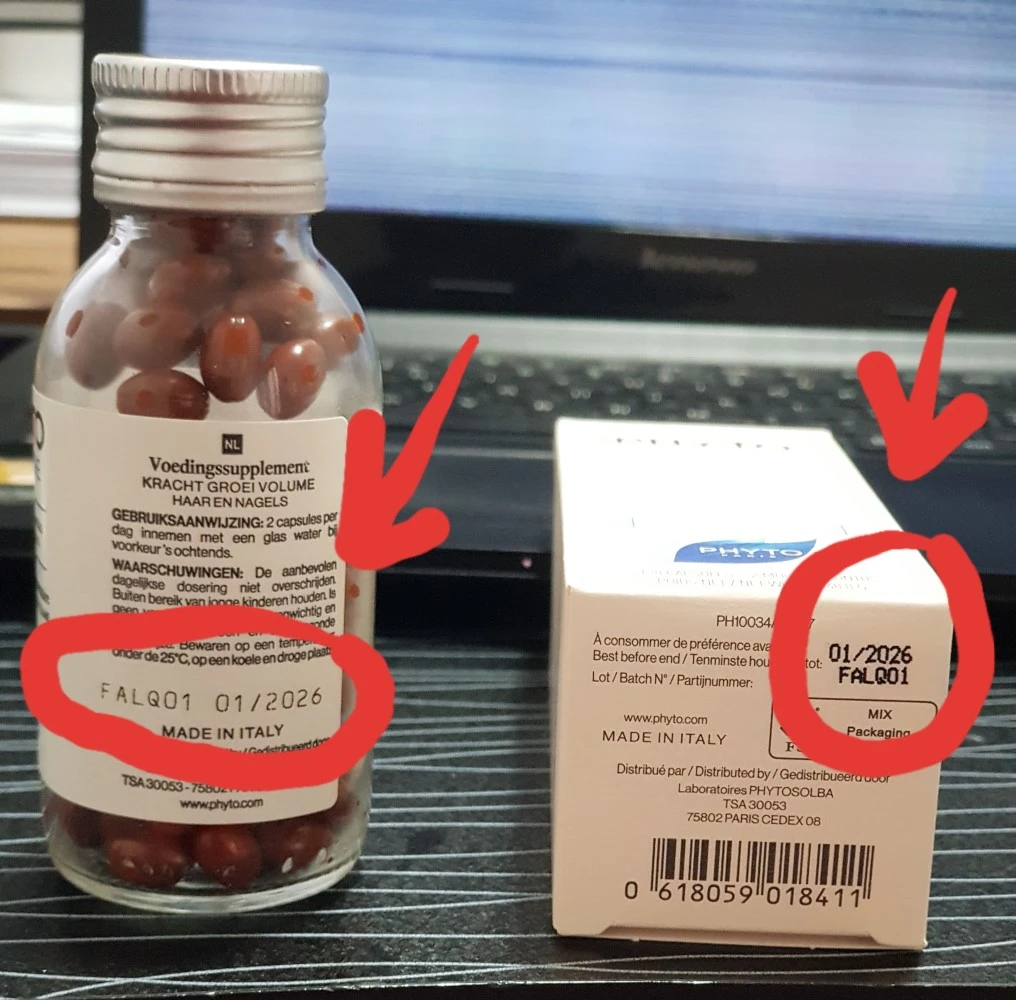 NL
Voedingssupplement
KRACHT GROEI VOLUME
HAAR EN NAGELS
GEBRUIKSAANWIJZING: 2 capsules per
dag innemen met een glas water bij
voorkeur 's ochtends.
WAARSCHUWINGEN: De aanbevolen
dagelijkse dosering niet overschrijden.
Buiten bereik van jonge kinderen houden. Is
Bewaren op een
onder de 25°C, op een koele en droge plaats.
FALQ01 01/2026
MADE IN ITALY
TSA 30053 -
www.phyto.com
PHYTO
PHYTO
PARIS
PH10034
À consommer de préférence
Best before end / Tenminste
01/2026
FALQ01
Lot / Batch N° / Partijnummer:
www.phyto.com
MADE IN ITALY
MIX
Packaging
Distribué par / Distributed by / Gedistribueerd door
Laboratoires PHYTOSOLBA
TSA 30053
75802 PARIS CEDEX 08
0 618059 018411